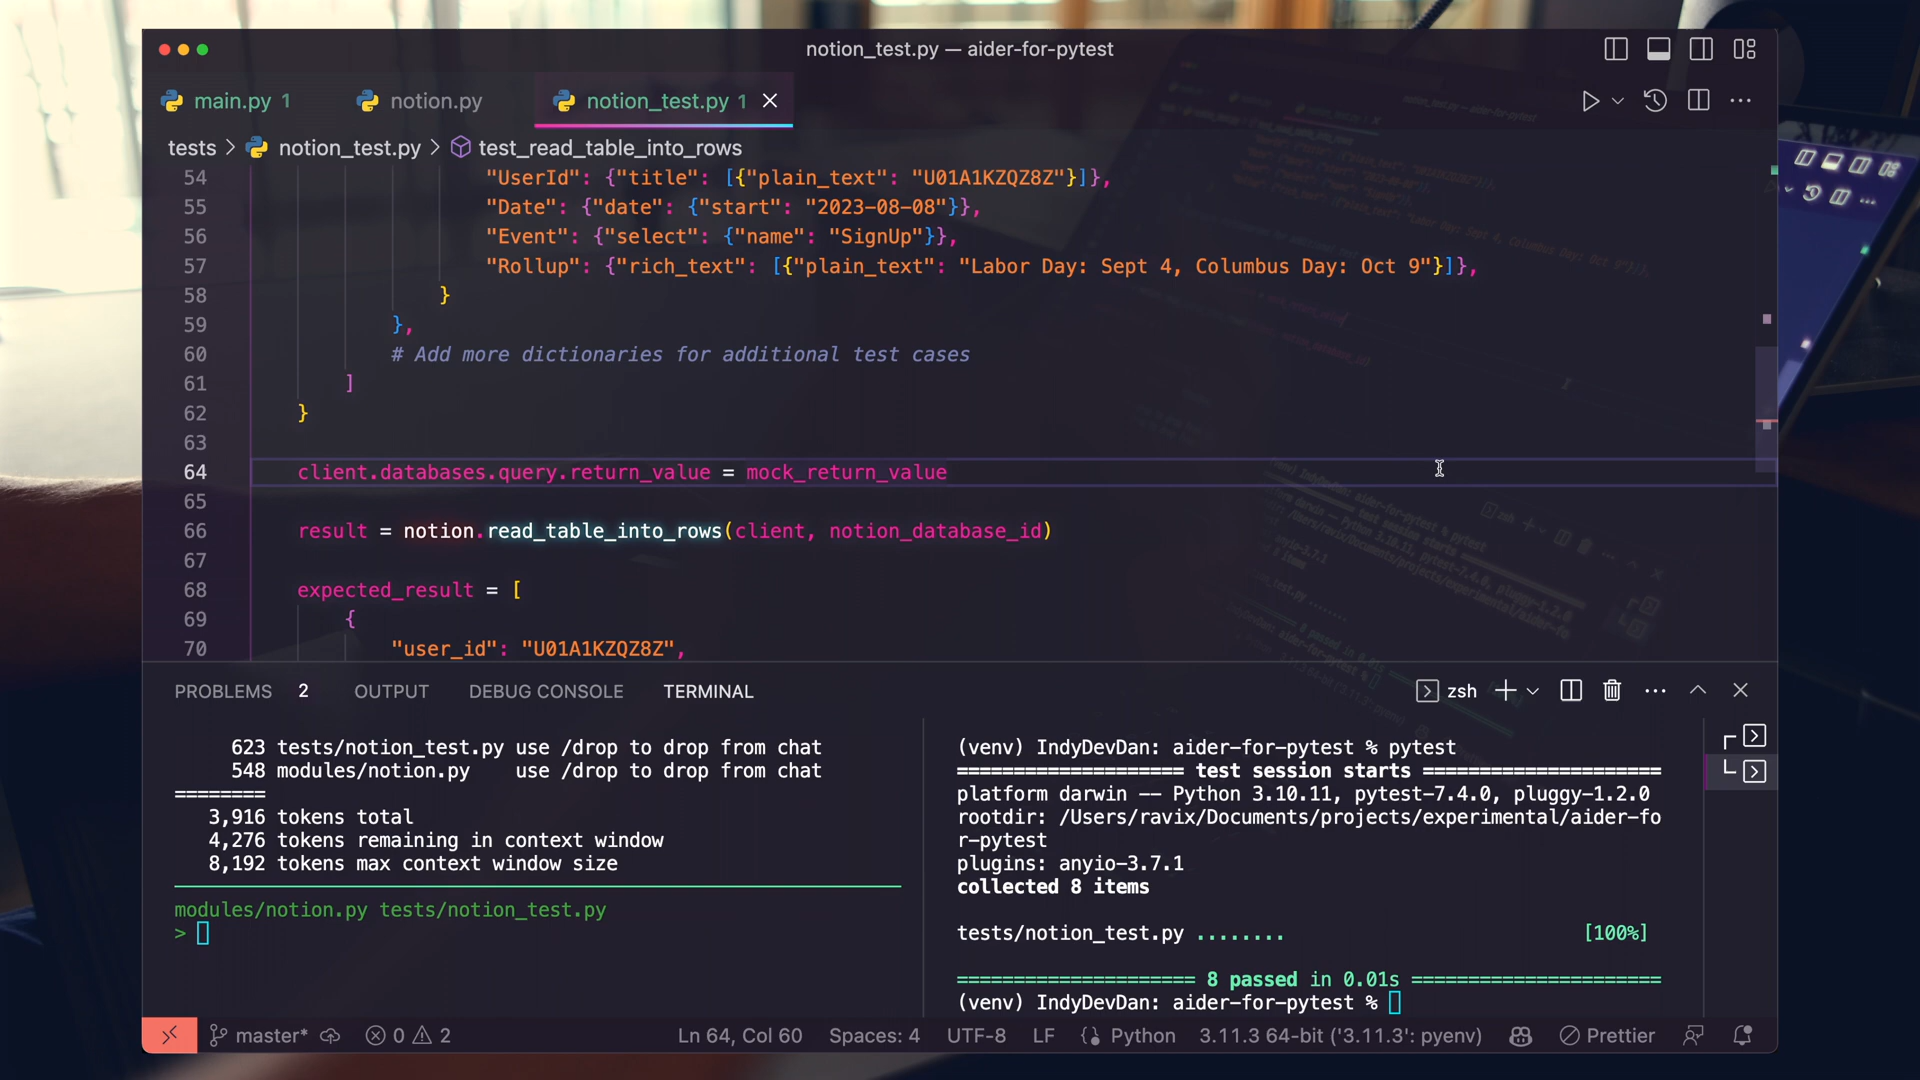 notion_test.py — aider-for-pytest
main.py 1
notion.py
notion_test.py 1
tests > notion_test.py > test_read_table_into_rows
54 "UserId": {"title": [{"plain_text": "U01A1KZQZ8Z"}]},
55 "Date": {"date": {"start": "2023-08-08"}},
56 "Event": {"select": {"name": "SignUp"}},
57 "Rollup": {"rich_text": [{"plain_text": "Labor Day: Sept 4, Columbus Day: Oct 9"}]},
58 }
59 },
60 # Add more dictionaries for additional test cases
61 ]
62 }
63
64 client.databases.query.return_value = mock_return_value
65
66 result = notion.read_table_into_rows(client, notion_database_id)
67
68 expected_result = [
69 {
70 "user_id": "U01A1KZQZ8Z",
PROBLEMS 2 OUTPUT DEBUG CONSOLE TERMINAL
zsh
623 tests/notion_test.py use /drop to drop from chat
548 modules/notion.py use /drop to drop from chat
========
3,916 tokens total
4,276 tokens remaining in context window
8,192 tokens max context window size
modules/notion.py tests/notion_test.py
>
(venv) IndyDevDan: aider-for-pytest % pytest
==================== test session starts =====================
platform darwin -- Python 3.10.11, pytest-7.4.0, pluggy-1.2.0
rootdir: /Users/ravix/Documents/projects/experimental/aider-fo
r-pytest
plugins: anyio-3.7.1
collected 8 items
tests/notion_test.py ........ [100%]
===================== 8 passed in 0.01s ======================
(venv) IndyDevDan: aider-for-pytest %
master* 0 2
Ln 64, Col 60 Spaces: 4 UTF-8 LF Python 3.11.3 64-bit ('3.11.3': pyenv) Prettier